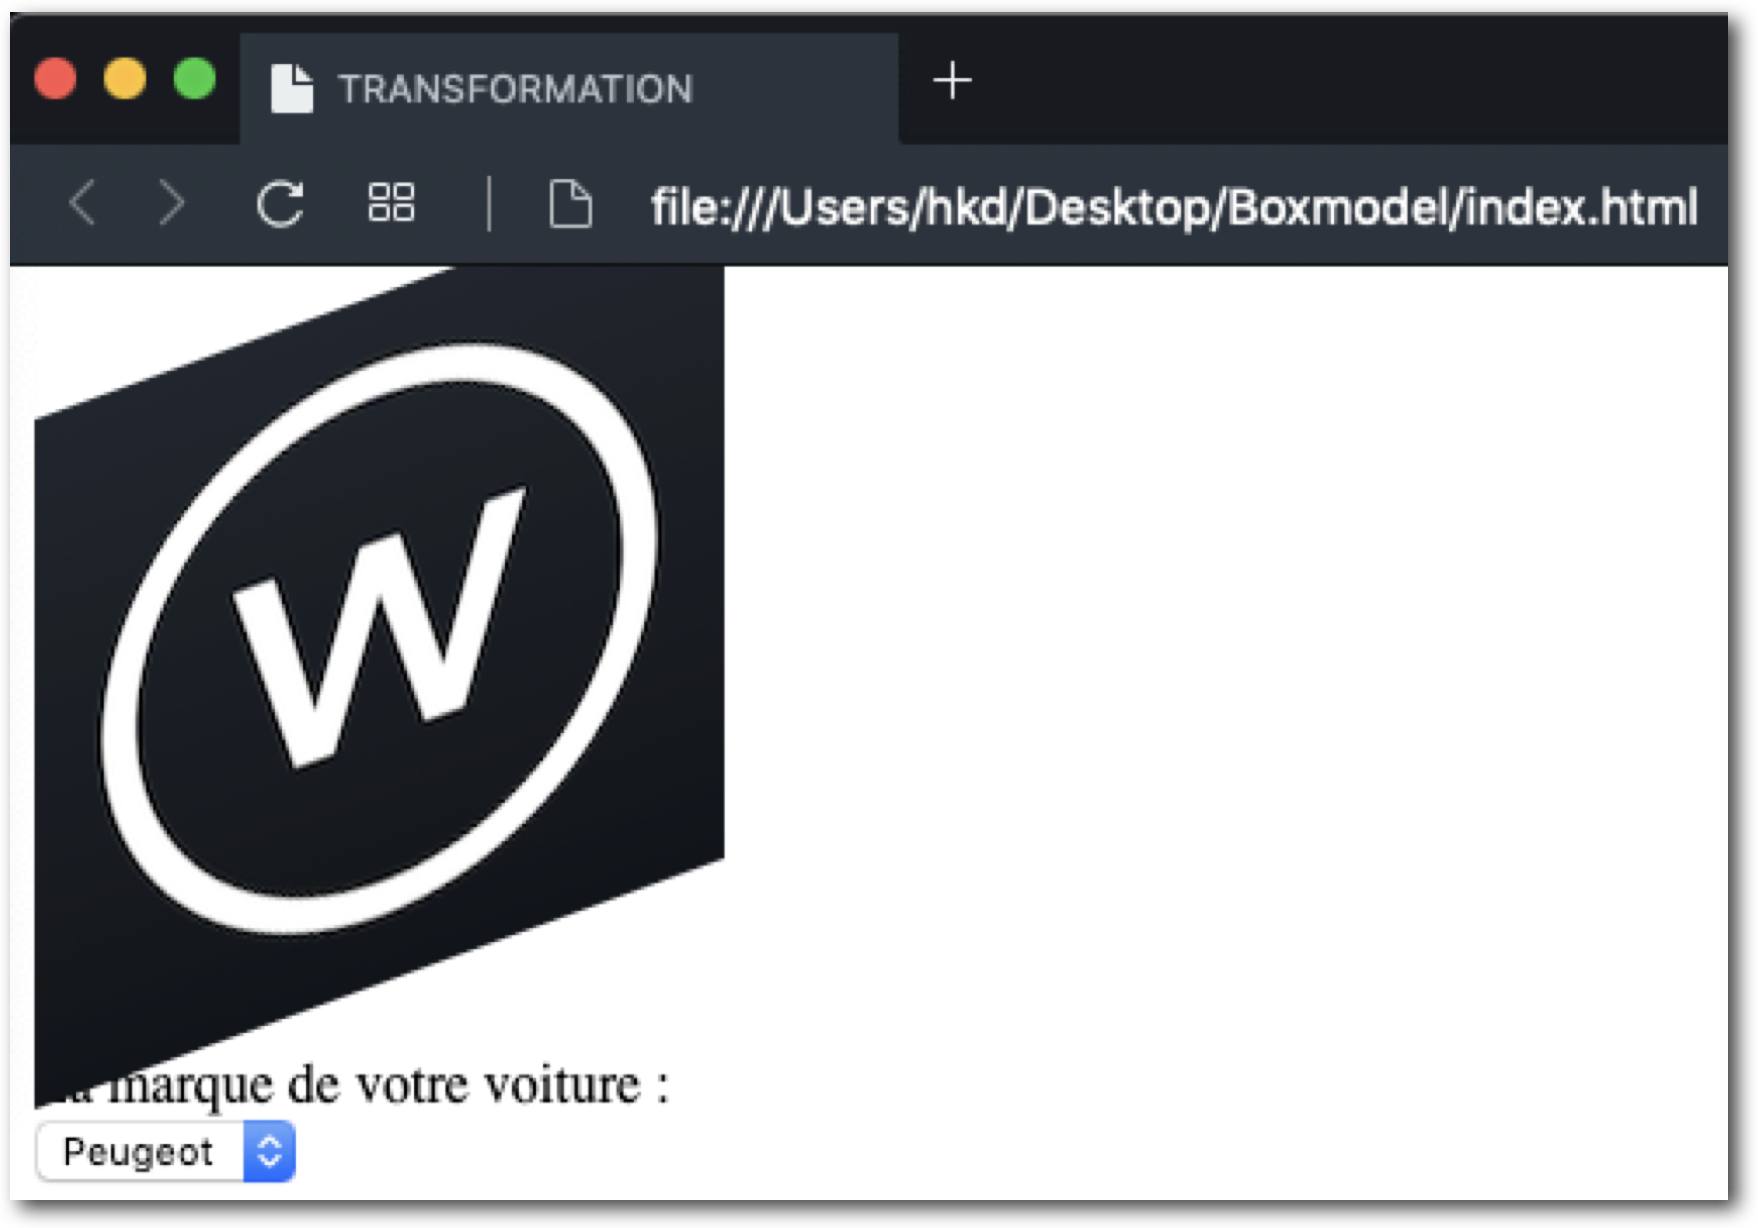 TRANSFORMATION
file:///Users/hkd/Desktop/Boxmodel/index.html
W
marque de votre voiture :
Peugeot